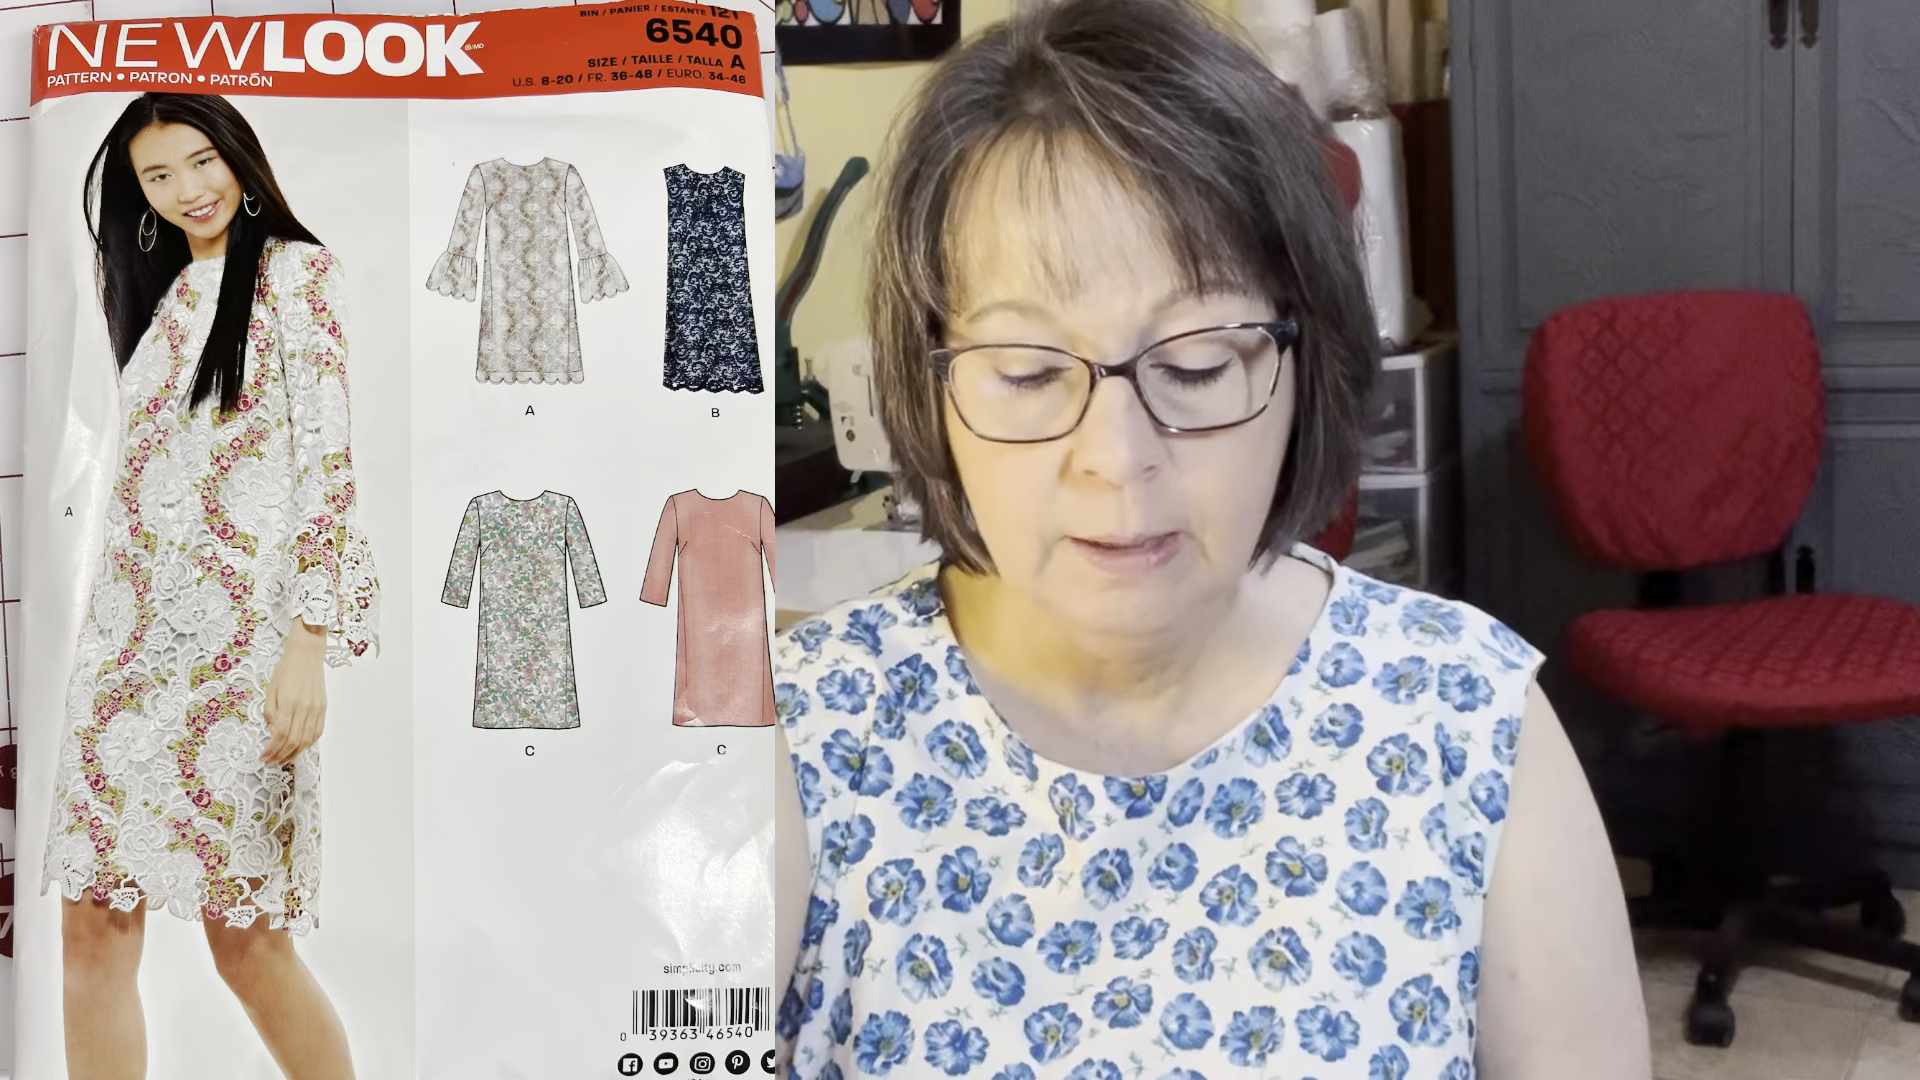 NEW LOOK ®/MD
PATTERN • PATRON • PATRÓN
BIN / PANIER / ESTANTE 121
6540
SIZE / TAILLE / TALLA A
U.S. 8-20 / FR. 36-48 / EURO. 34-46
A
A
B
C
C
simplicity.com
0 39363 46540